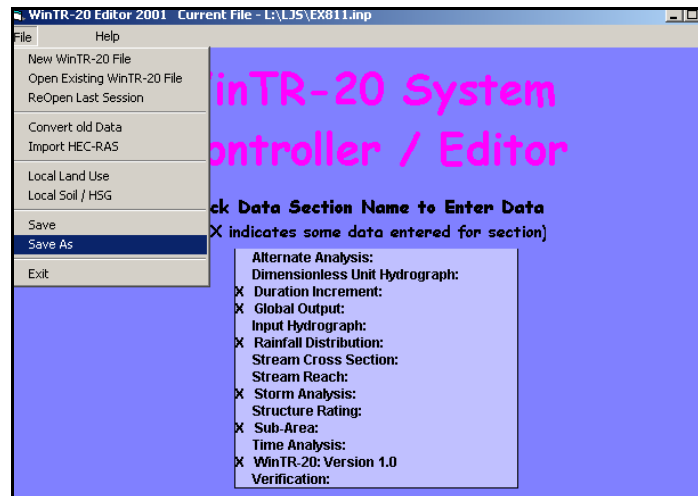 WinTR-20 Editor 2001 Current File - L:\LJS\EX811.inp
File Help
New WinTR-20 File
Open Existing WinTR-20 File
ReOpen Last Session
Convert old Data
Import HEC-RAS
Local Land Use
Local Soil / HSG
Save
Save As
Exit
inTR-20 System
ontroller / Editor
ck Data Section Name to Enter Data
X indicates some data entered for section)
Alternate Analysis:
Dimensionless Unit Hydrograph:
X Duration Increment:
X Global Output:
Input Hydrograph:
X Rainfall Distribution:
Stream Cross Section:
Stream Reach:
X Storm Analysis:
Structure Rating:
X Sub-Area:
Time Analysis:
X WinTR-20: Version 1.0
Verification: